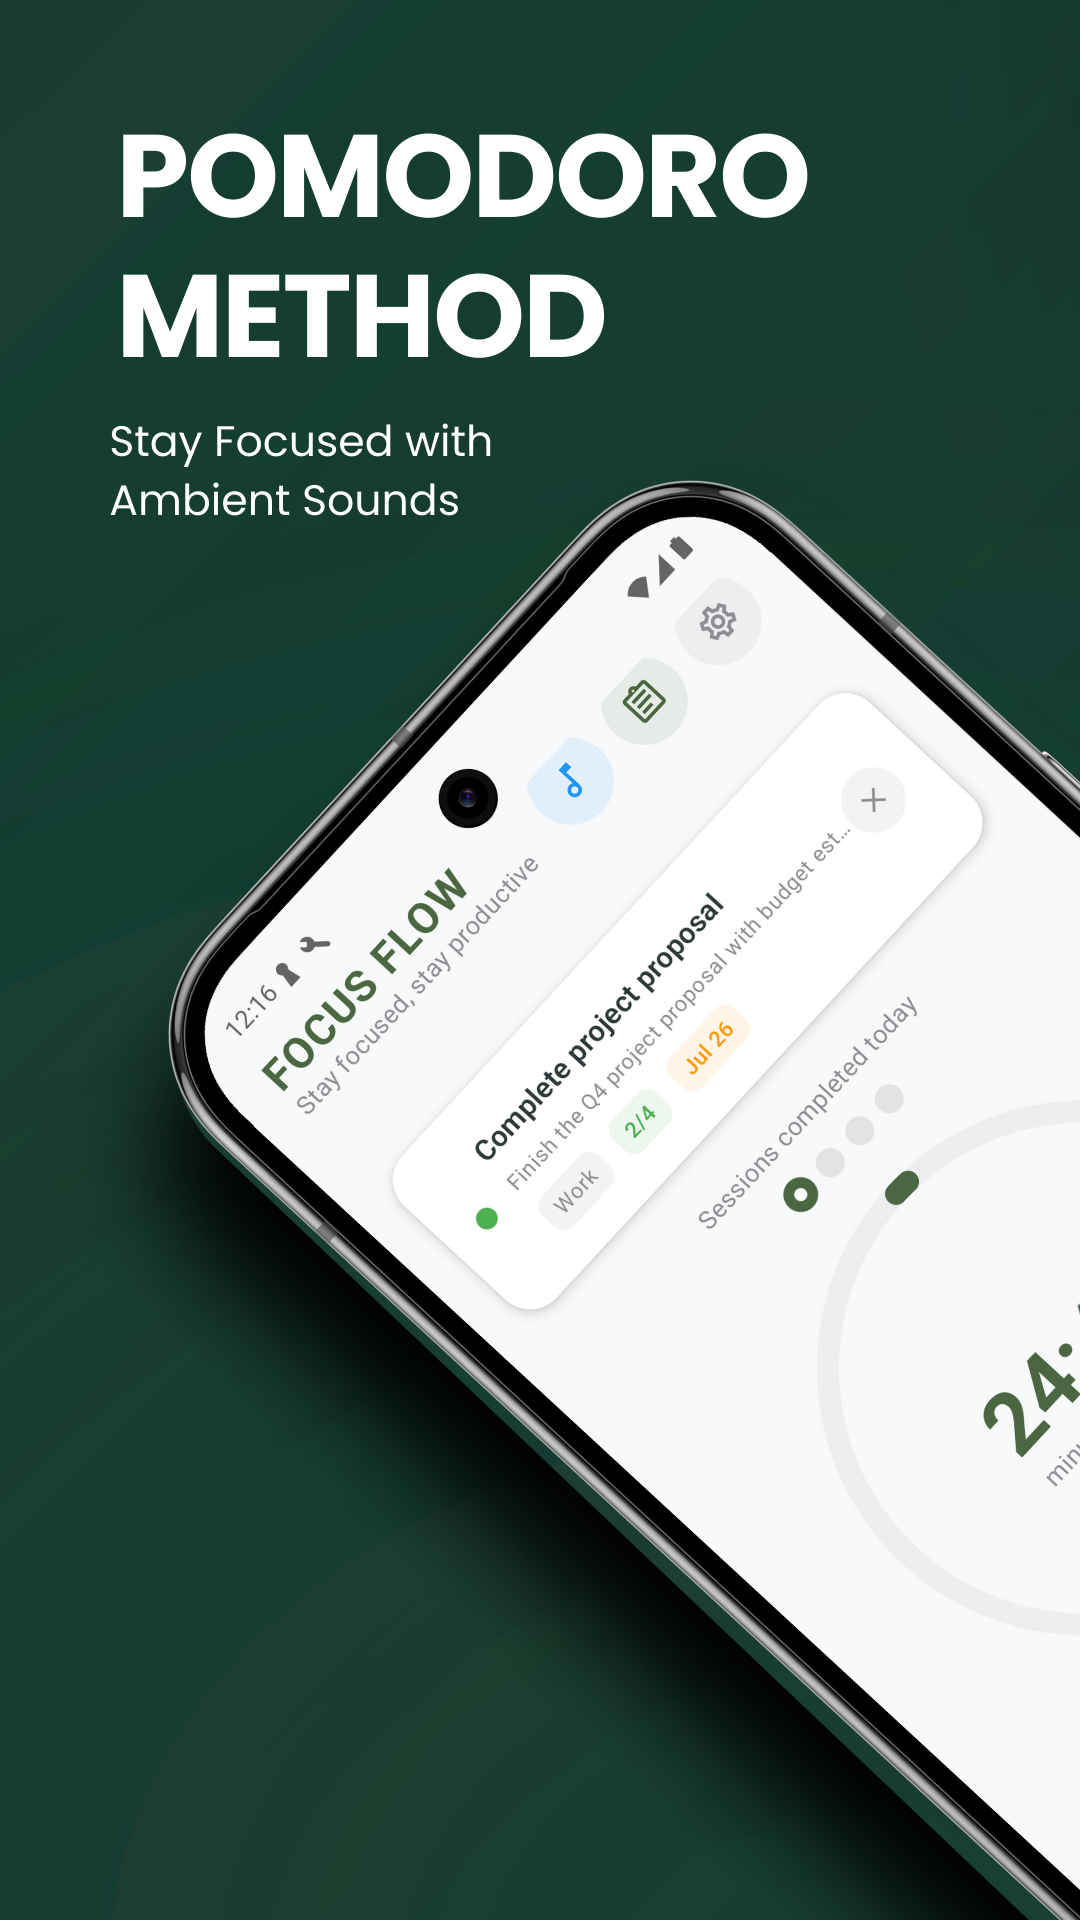 POMODORO
METHOD
Stay Focused with
Ambient Sounds
12:16
FOCUS FLOW
Stay focused, stay productive
Complete project proposal
Finish the Q4 project proposal with budget est...
Work
2/4
Jul 26
Sessions completed today
24: